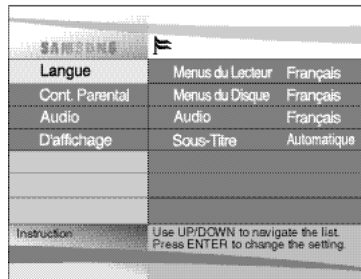 SAMSUNG
Langue Menus du Lecteur Français
Cont. Parental Menus du Disque Français
Audio Audio Français
D'affichage Sous-Titre Automatique
Instruction Use UP/DOWN to navigate the list.
Press ENTER to change the setting.